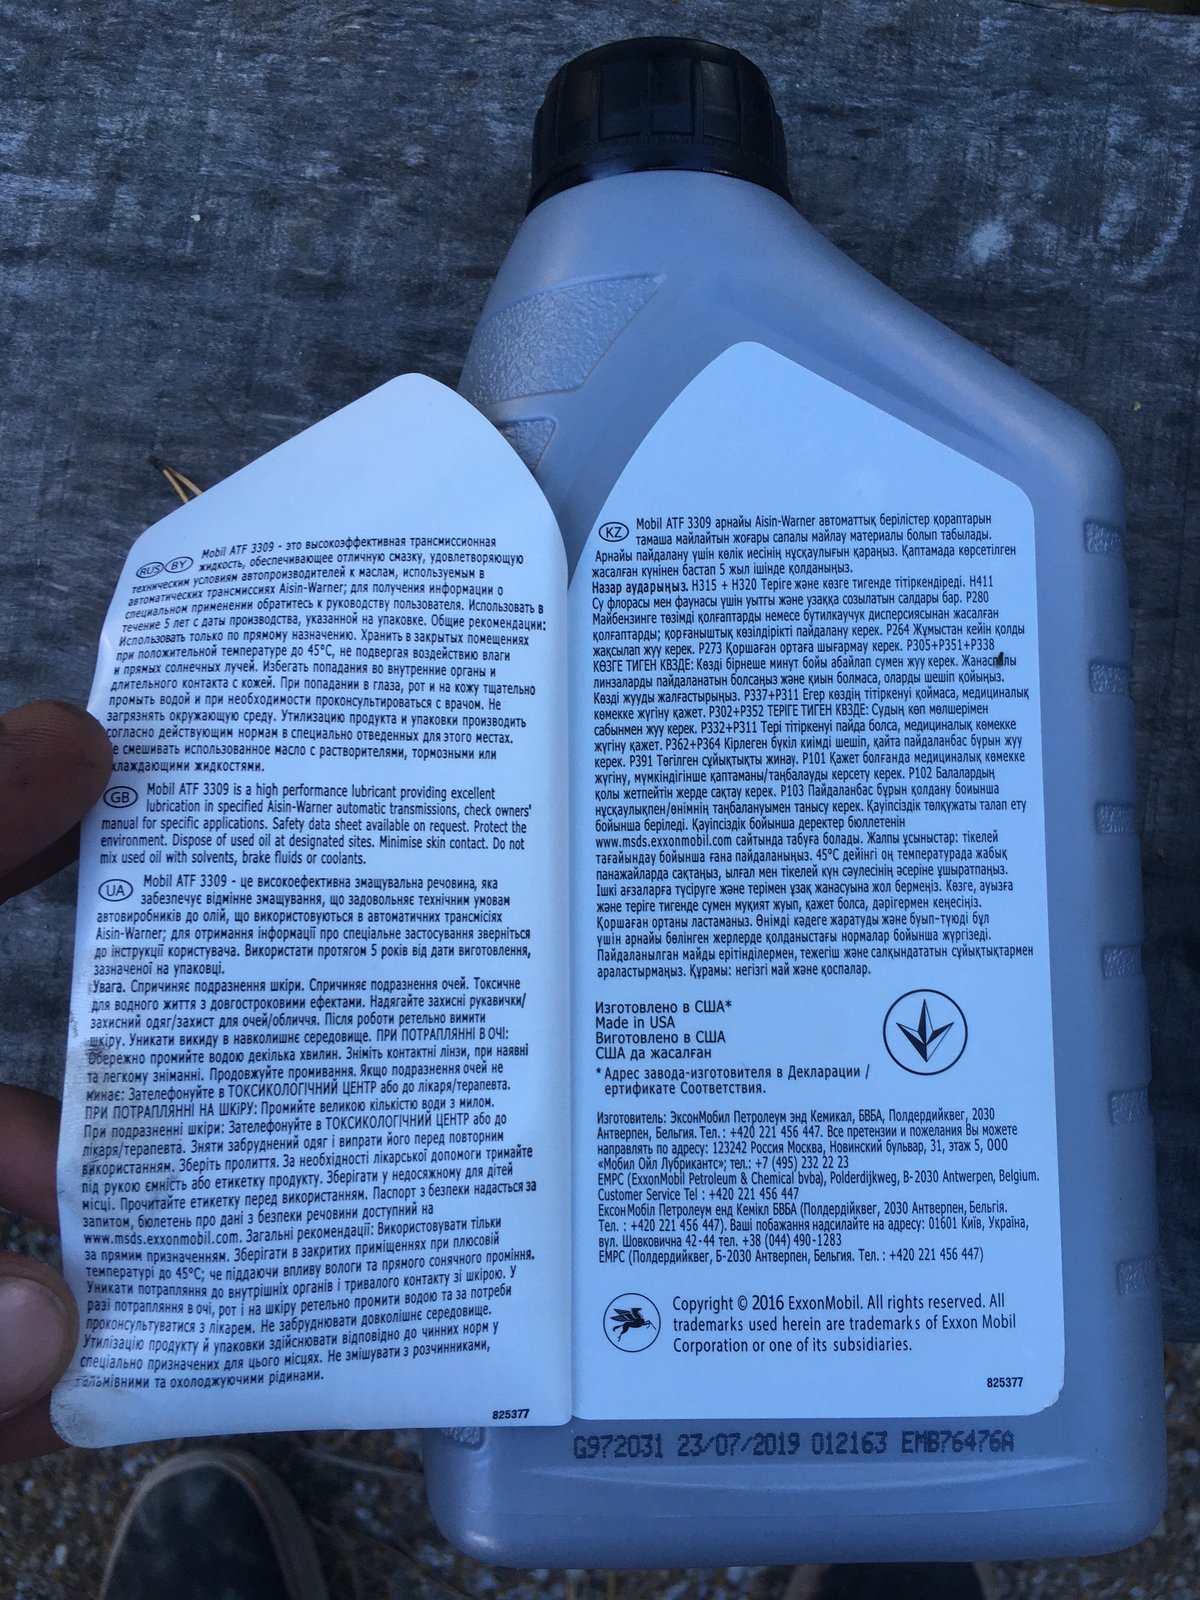 RUS BY Mobil ATF 3309 - это высокоэффективная трансмиссионная
жидкость, обеспечивающее отличную смазку, удовлетворяющую
техническим условиям автопроизводителей к маслам, используемым в
автоматических трансмиссиях Aisin-Warner; для получения информации о
специальном применении обратитесь к руководству пользователя. Использовать в
течение 5 лет с даты производства, указанной на упаковке. Общие рекомендации:
Использовать только по прямому назначению. Хранить в закрытых помещениях
при положительной температуре до 45°C, не подвергая воздействию влаги
и прямых солнечных лучей. Избегать попадания во внутренние органы и
длительного контакта с кожей. При попадании в глаза, рот и на кожу тщательно
промыть водой и при необходимости проконсультироваться с врачом. Не
загрязнять окружающую среду. Утилизацию продукта и упаковки производить
согласно действующим нормам в специально отведенных для этого местах.
не смешивать использованное масло с растворителями, тормозными или
охлаждающими жидкостями.
GB Mobil ATF 3309 is a high performance lubricant providing excellent
lubrication in specified Aisin-Warner automatic transmissions, check owners'
manual for specific applications. Safety data sheet available on request. Protect the
environment. Dispose of used oil at designated sites. Minimise skin contact. Do not
mix used oil with solvents, brake fluids or coolants.
UA Mobil ATF 3309 - це високоефективна змащувальна речовина, яка
забезпечує відмінне змащування, що задовольняє технічним умовам
автовиробників до олій, що використовуються в автоматичних трансмісіях
Aisin-Warner; для отримання інформації про спеціальне застосування зверніться
до інструкції користувача. Використати протягом 5 років від дати виготовлення,
зазначеної на упаковці.
Увага. Спричиняє подразнення шкіри. Спричиняє подразнення очей. Токсичне
для водного життя з довгостроковими ефектами. Надягайте захисні рукавички/
захисний одяг/захист для очей/обличчя. Після роботи ретельно вимити
шкіру. Уникати викиду в навколишнє середовище. ПРИ ПОТРАПЛЯННІ В ОЧІ:
Обережно промийте водою декілька хвилин. Зніміть контактні лінзи, при наявні
та легкому зніманні. Продовжуйте промивання. Якщо подразнення очей не
минає: Зателефонуйте в ТОКСИКОЛОГІЧНИЙ ЦЕНТР або до лікаря/терапевта.
ПРИ ПОТРАПЛЯННІ НА ШКІРУ: Промийте великою кількістю води з милом.
При подразненні шкіри: Зателефонуйте в ТОКСИКОЛОГІЧНИЙ ЦЕНТР або до
лікаря/терапевта. Зняти забруднений одяг і випрати його перед повторним
використанням. Зберіть пролиття. За необхідності лікарської допомоги тримайте
під рукою ємність або етикетку продукту. Зберігати у недосяжному для дітей
місці. Прочитайте етикетку перед використанням. Паспорт з безпеки надається за
запитом, бюлетень про дані з безпеки речовини доступний на
www.msds.exxonmobil.com. Загальні рекомендації: Використовувати тільки
за прямим призначенням. Зберігати в закритих приміщеннях при плюсовій
температурі до 45°C; че піддаючи впливу вологи та прямого сонячного проміння.
Уникати потрапляння до внутрішніх органів і тривалого контакту зі шкірою. У
разі потрапляння в очі, рот і на шкіру ретельно промити водою та за потреби
проконсультуватися з лікарем. Не забруднювати довколішнє середовище.
Утилізацію продукту й упаковки здійснювати відповідно до чинних норм у
спеціально призначених для цього місцях. Не змішувати з розчинниками,
гальмівними та охолоджуючими рідинами.
825377
KZ Mobil ATF 3309 арнайы Aisin-Warner автоматтық берілістер қораптарын
тамаша майлайтын жоғары сапалы майлау материалы болып табылады.
Арнайы пайдалану үшін көлік иесінің нұсқаулығын қараңыз. Қаптамада көрсетілген
жасалған күнінен бастап 5 жыл ішінде қолданыңыз.
Назар аударыңыз. H315 + H320 Теріге және көзге тигенде тітіркендіреді. H411
Су флорасы мен фаунасы үшін уытты және узаққа созылатын салдары бар. P280
Майбензинге төзімді қолғаптарды немесе бутилкаучук дисперсиясынан жасалған
қолғаптарды; қорғаныштық көзілдірікті пайдалану керек. P264 Жұмыстан кейін қолды
жақсылап жуу керек. P273 Қоршаған ортаға шығармау керек. P305+P351+P338
КӨЗГЕ ТИГЕН КВЗДЕ: Көзді бірнеше минут бойы абайлап сумен жуу керек. Жанаспалы
линзаларды пайдаланатын болсаңыз және қиын болмаса, оларды шешіп қойыңыз.
Көзді жууды жалғастырыңыз. P337+P311 Егер көздің тітіркенуі қоймаса, медициналық
көмекке жүгіну қажет. P302+P352 ТЕРІГЕ ТИГЕН КВЗДЕ: Судың көп мөлшерімен
сабынмен жуу керек. P332+P311 Тері тітіркенуі пайда болса, медициналық көмекке
жүгіну қажет. P362+P364 Кірлеген бүкіл киімді шешіп, қайта пайдаланбас бұрын жуу
керек. P391 Төгілген сұйықтықты жинау. P101 Қажет болғанда медициналық көмекке
жүгіну, мүмкіндігінше қаптаманы/таңбалауды керсету керек. P102 Балалардың
қолы жетпейтін жерде сақтау керек. P103 Пайдаланбас бұрын қолдану боиынша
нұсқаулықпен/өнімнің таңбалануымен танысу керек. Қауіпсіздік төлқұжаты талап ету
бойынша беріледі. Қауіпсіздік бойынша деректер бюллетенін
www.msds.exxonmobil.com сайтында табуға болады. Жалпы ұсыныстар: тікелей
тағайындау бойынша ғана пайдаланыңыз. 45°C дейінгі оң температурада жабық
панажайларда сақтаңыз, ылғал мен тікелей күн сәулесінің әсеріне ұшыратпаңыз.
Ішкі ағзаларға түсіруге және терімен ұзақ жанасуына жол бермеңіз. Көзге, ауызға
және теріге тигенде сумен муқият жуып, қажет болса, дәрігермен кеңесіңіз.
Қоршаған ортаны ластамаңыз. Өнімді кәдеге жаратуды және буып-түюді бұл
үшін арнайы бөлінген жерлерде қолданыстағы нормалар бойынша жүргізеді.
Пайдаланылған майды ерітінділермен, тежегіш және салқындататын сұйықтықтармен
араластырмаңыз. Құрамы: негізгі май және қоспалар.
Изготовлено в США*
Made in USA
Виготовлено в США
США да жасалған
* Адрес завода-изготовителя в Декларации /
ертификате Соответствия.
Изготовитель: ЭксонМобил Петролеум энд Кемикал, БВБА, Полдердийквег, 2030
Антверпен, Бельгия. Тел.: +420 221 456 447. Все претензии и пожелания Вы можете
направлять по адресу: 123242 Россия Москва, Новинский бульвар, 31, этаж 5, ООО
«Мобил Ойл Лубрикантс»; тел.: +7 (495) 232 22 23
EMPC (ExxonMobil Petroleum & Chemical bvba), Polderdijkweg, B-2030 Antwerpen, Belgium.
Customer Service Tel : +420 221 456 447
ЕксонМобіл Петролеум енд Кемікл БВБА (Полдердійквег, 2030 Антверпен, Бельгія.
Тел. : +420 221 456 447). Ваші побажання надсилайте на адресу: 01601 Київ, Україна,
вул. Шовковична 42-44 тел. +38 (044) 490-1283
ЕМРС (Полдердийквег, Б-2030 Антверпен, Бельгия. Тел. : +420 221 456 447)
Copyright © 2016 ExxonMobil. All rights reserved. All
trademarks used herein are trademarks of Exxon Mobil
Corporation or one of its subsidiaries.
825377
G972031 23/07/2019 012163 EMB76476A